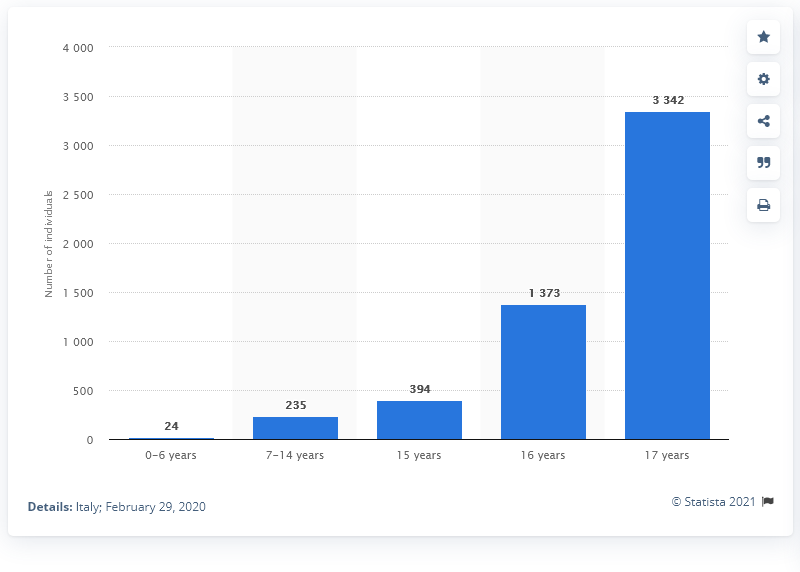 4 000
3 500
3 000
2 500
2 000
1 500
1 000
500
0
Number of individuals
24
235
394
1 373
3 342
0–6 years
7–14 years
15 years
16 years
17 years
Details: Italy; February 29, 2020
© Statista 2021